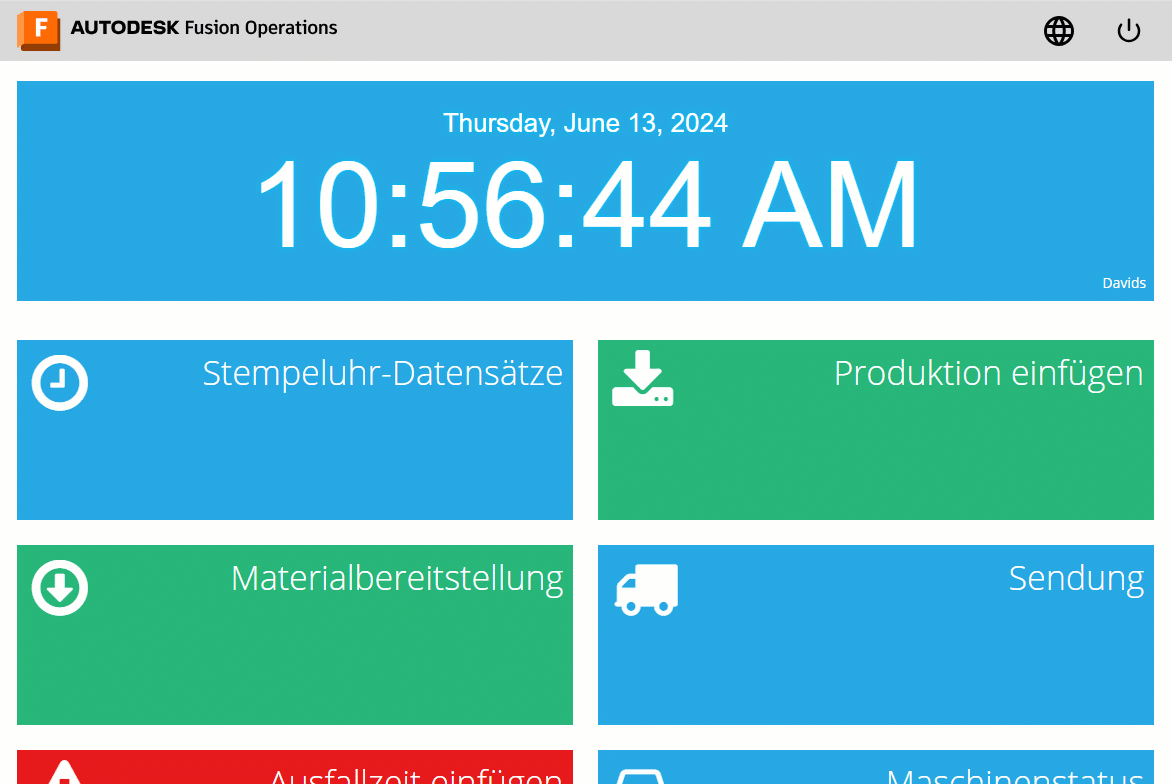 F AUTODESK Fusion Operations
Thursday, June 13, 2024
10:56:44 AM
Davids
Stempeluhr-Datensätze
Produktion einfügen
Materialbereitstellung
Sendung
Ausfallzeit einfügen
Maschinenstatus